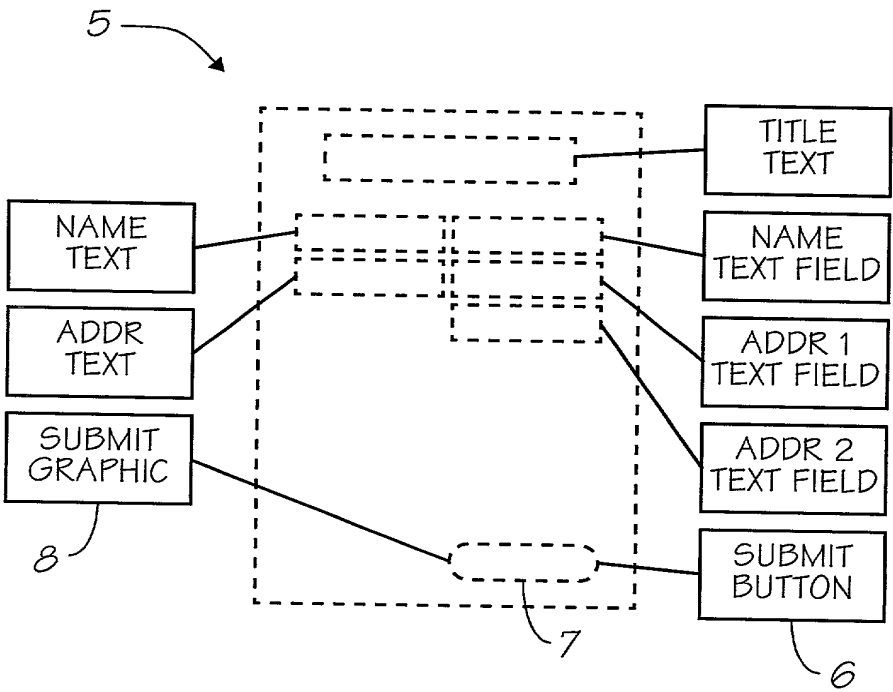 5
TITLE
TEXT
NAME
TEXT
NAME
TEXT FIELD
ADDR
TEXT
ADDR 1
TEXT FIELD
SUBMIT
GRAPHIC
ADDR 2
TEXT FIELD
SUBMIT
BUTTON
8
7
6